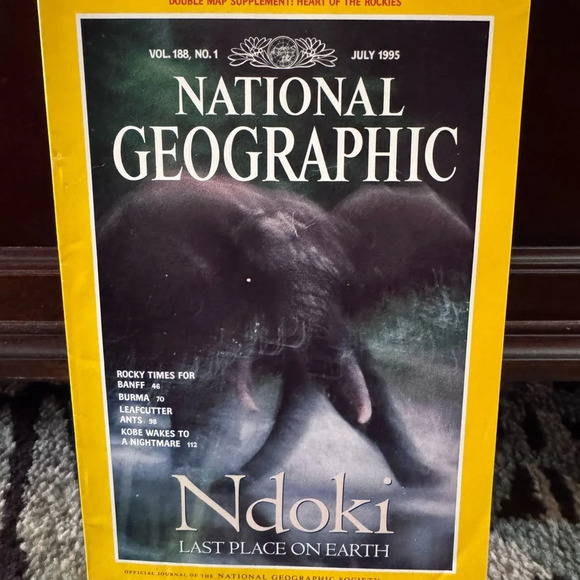 DOUBLE MAP SUPPLEMENT: HEART OF THE ROCKIES
VOL. 188, NO. 1 JULY 1995
NATIONAL
GEOGRAPHIC
ROCKY TIMES FOR
BANFF 46
BURMA 70
LEAFCUTTER
ANTS 98
KOBE WAKES TO
A NIGHTMARE 112
Ndoki
LAST PLACE ON EARTH
OFFICIAL JOURNAL OF THE NATIONAL GEOGRAPHIC SOCIETY